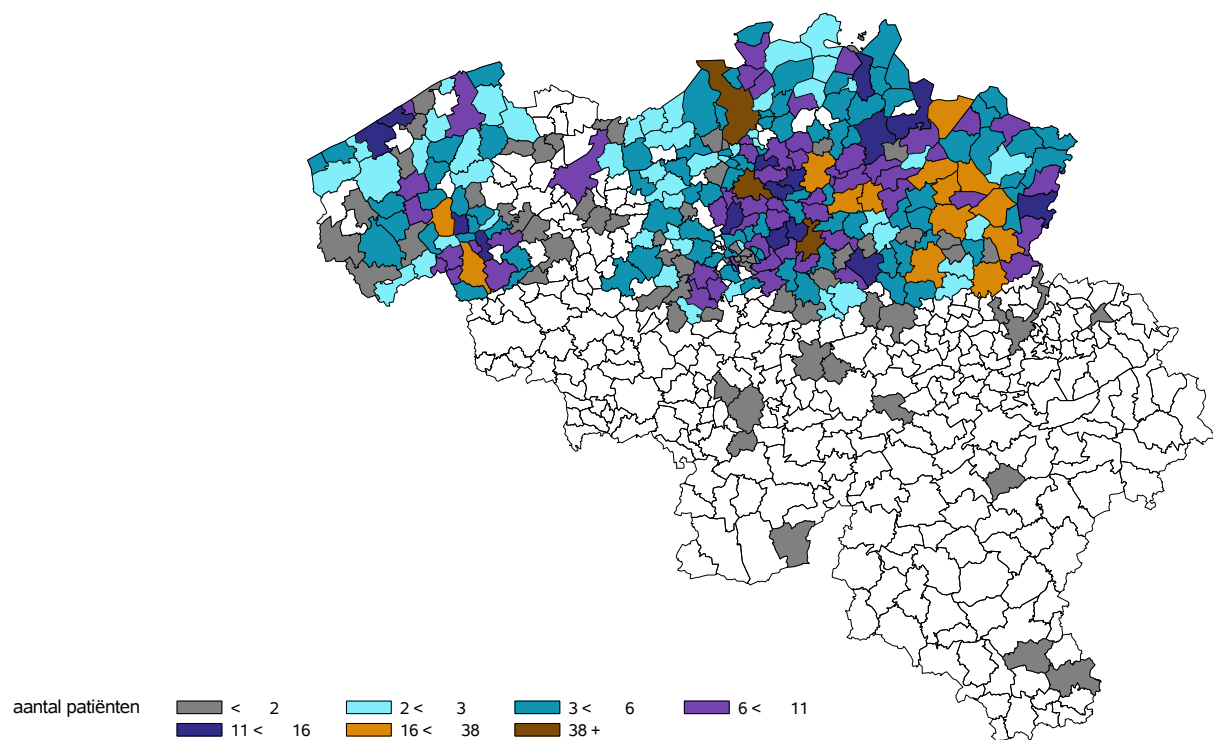 aantal patiënten < 2 2 < 3 3 < 6 6 < 11
11 < 16 16 < 38 38 +